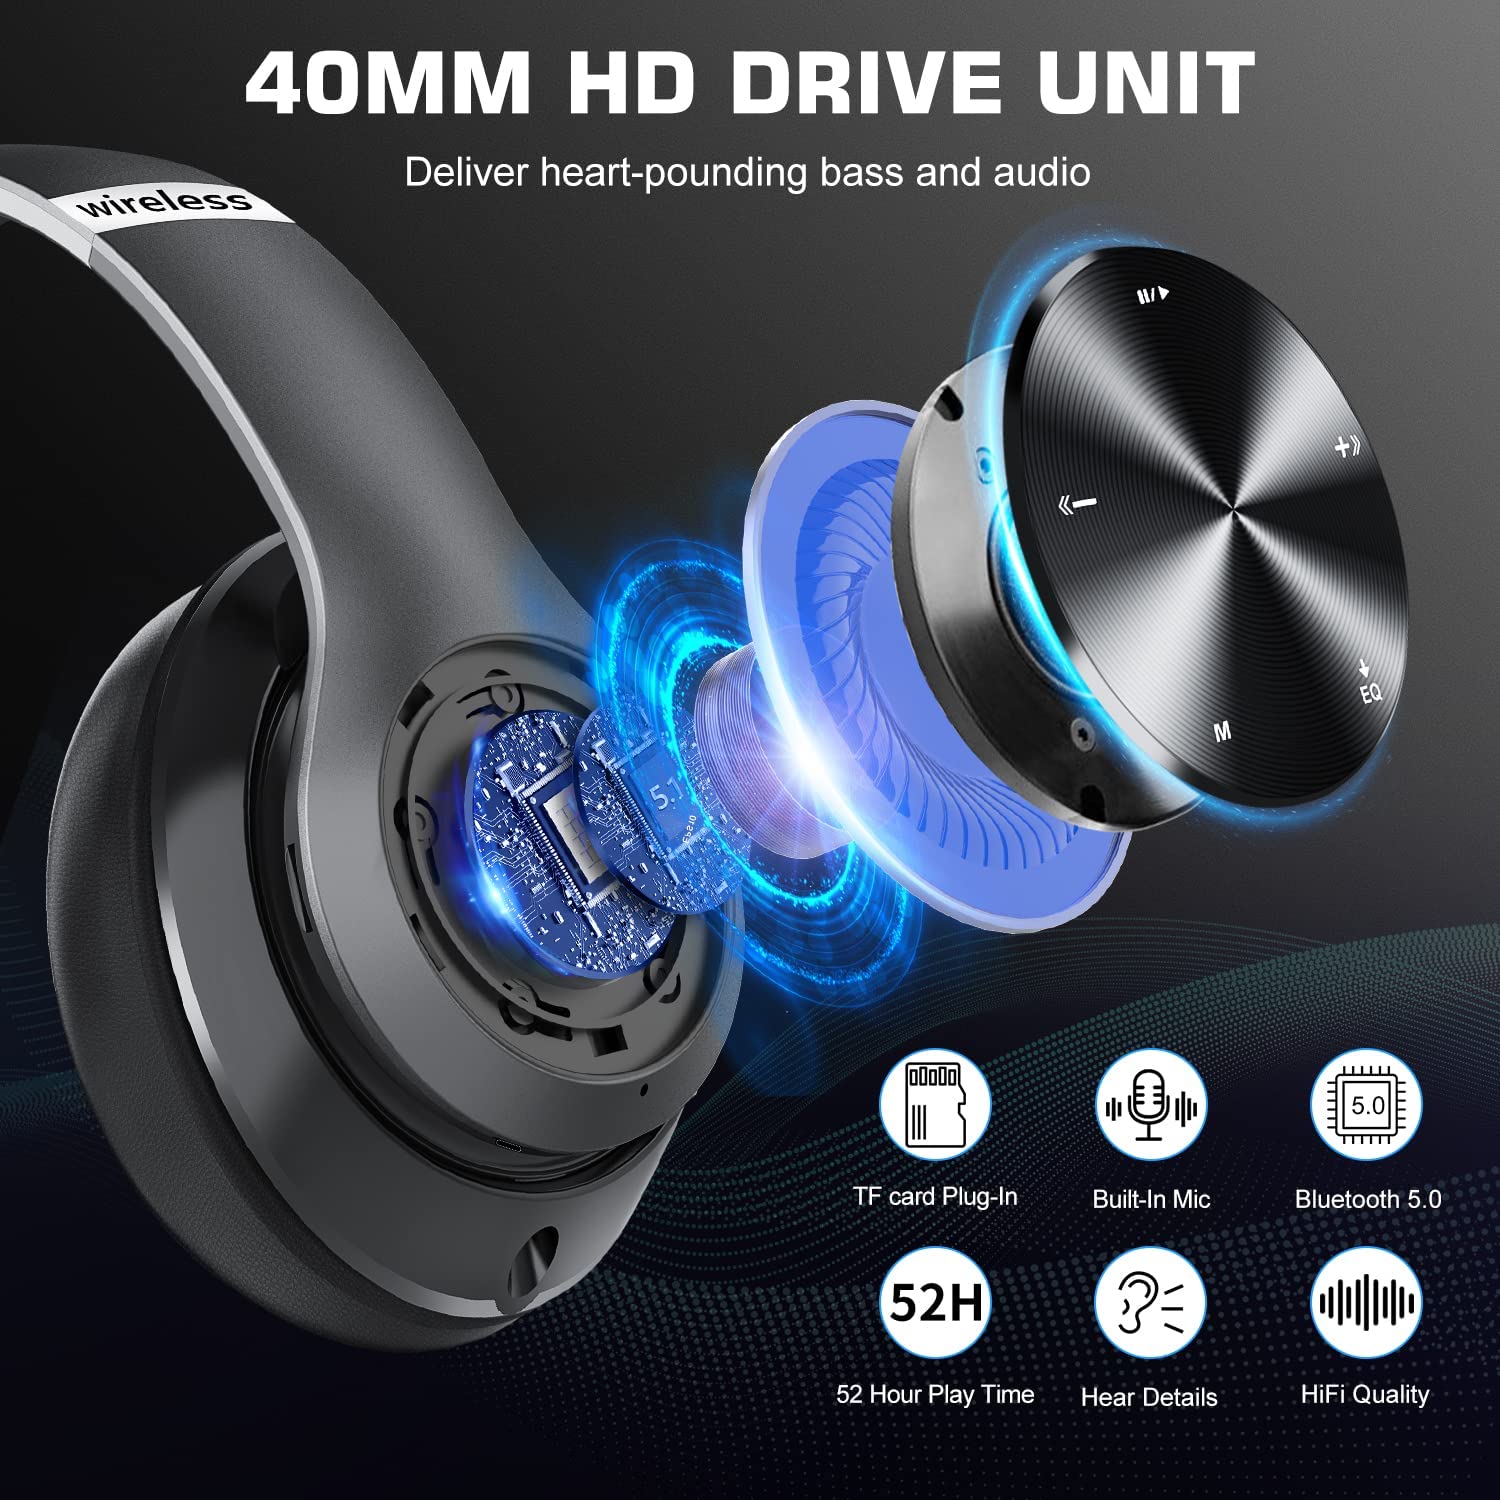 40MM HD DRIVE UNIT
Deliver heart-pounding bass and audio
wireless
EQ
M
5.1
TF card Plug-In
Built-In Mic
5.0
Bluetooth 5.0
52H
52 Hour Play Time
Hear Details
HiFi Quality